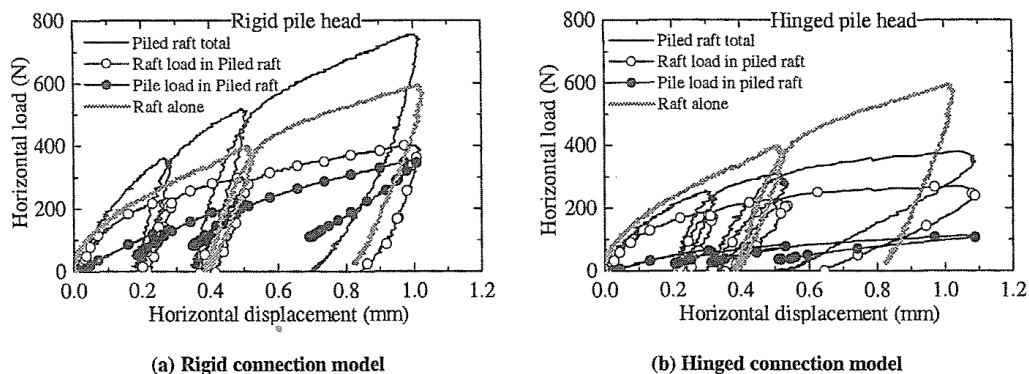 Rigid pile head
Horizontal load (N)
800
600
400
200
0
Piled raft total
Raft load in Piled raft
Pile load in Piled raft
Raft alone
0.0 0.2 0.4 0.6 0.8 1.0 1.2
Horizontal displacement (mm)
(a) Rigid connection model
Hinged pile head
Horizontal load (N)
800
600
400
200
0
Piled raft total
Raft load in piled raft
Pile load in piled raft
Raft alone
0.0 0.2 0.4 0.6 0.8 1.0 1.2
Horizontal displacement (mm)
(b) Hinged connection model